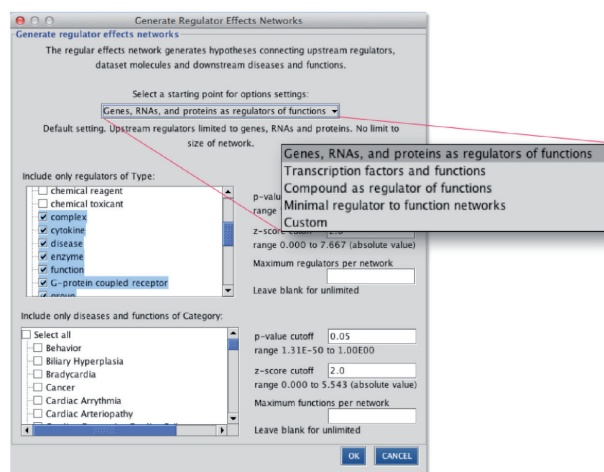 Generate Regulator Effects Networks
Generate regulator effects networks
The regular effects network generates hypotheses connecting upstream regulators,
dataset molecules and downstream diseases and functions.
Select a starting point for options settings:
Genes, RNAs, and proteins as regulators of functions
Default setting. Upstream regulators limited to genes, RNAs and proteins. No limit to
size of network.
Genes, RNAs, and proteins as regulators of functions
Transcription factors and functions
Compound as regulator of functions
Minimal regulator to function networks
Custom
Include only regulators of Type:
chemical reagent
chemical toxicant
complex
cytokine
disease
enzyme
function
G-protein coupled receptor
group
range
z-score cutoff 2.0
range 0.000 to 7.667 (absolute value)
Maximum regulators per network
Leave blank for unlimited
Include only diseases and functions of Category:
Select all
Behavior
Biliary Hyperplasia
Bradycardia
Cancer
Cardiac Arrythmia
Cardiac Arteriopathy
p-value cutoff 0.05
range 1.31E-50 to 1.00E00
z-score cutoff 2.0
range 0.000 to 5.543 (absolute value)
Maximum functions per network
Leave blank for unlimited
OK CANCEL